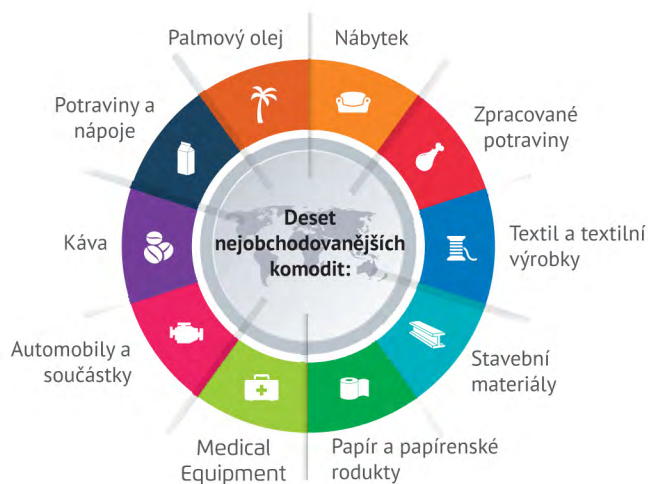 Palmový olej
Nábytek
Potraviny a
nápoje
Zpracované
potraviny
Deset
nejobchodovanějších
komodit:
Káva
Textil a textilní
výrobky
Automobily a
součástky
Stavební
materiály
Medical
Equipment
Papír a papírenské
rodukty